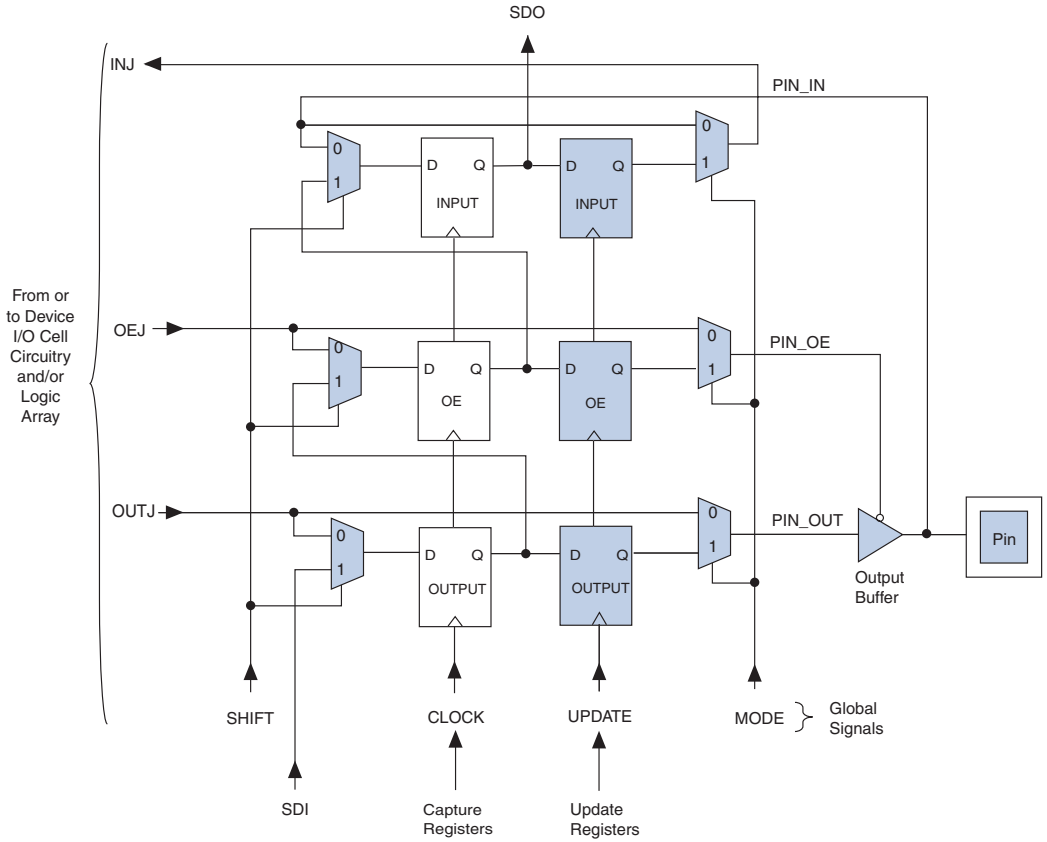 SDO
INJ
PIN_IN
0
1
D Q
INPUT
D Q
INPUT
0
1
From or
to Device
I/O Cell
Circuitry
and/or
Logic
Array
OEJ
0
1
D Q
OE
D Q
OE
0
1
PIN_OE
OUTJ
0
1
D Q
OUTPUT
D Q
OUTPUT
0
1
PIN_OUT
Output
Buffer
Pin
SHIFT
CLOCK
UPDATE
MODE
Global
Signals
SDI
Capture
Registers
Update
Registers